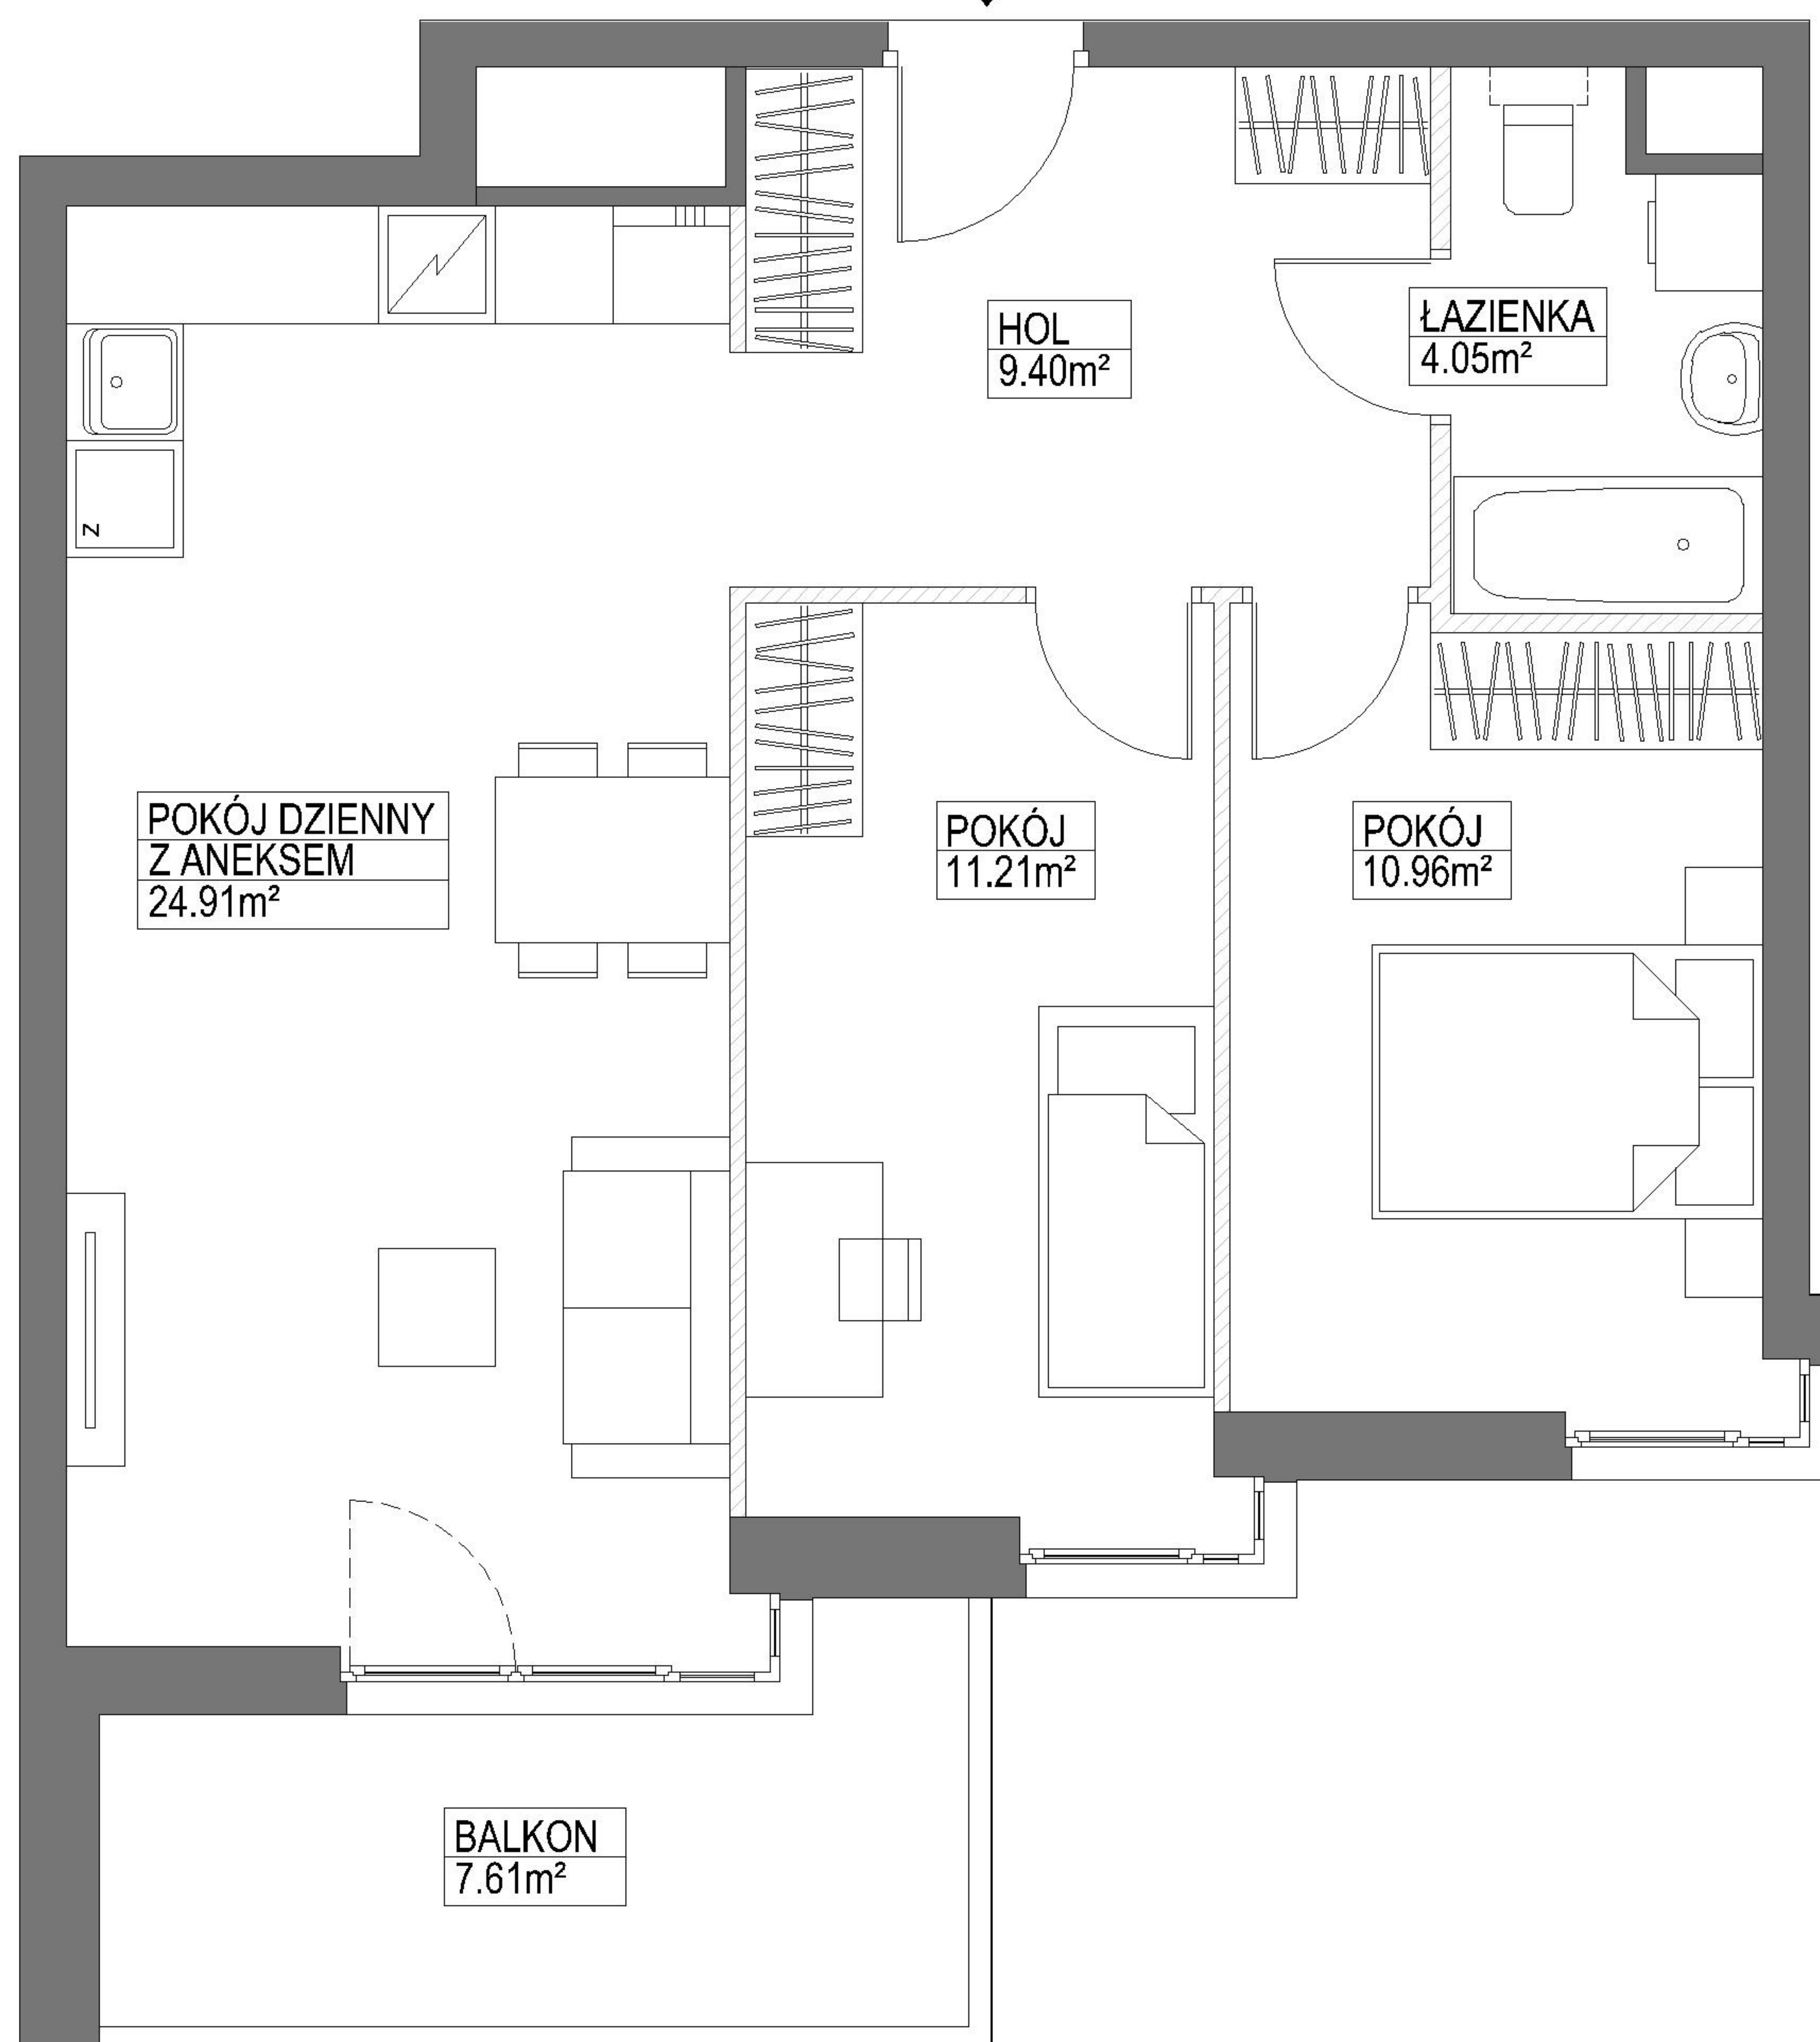 HOL
9.40m²
ŁAZIENKA
4.05m²
Z
POKÓJ DZIENNY
Z ANEKSEM
24.91m²
POKÓJ
11.21m²
POKÓJ
10.96m²
BALKON
7.61m²